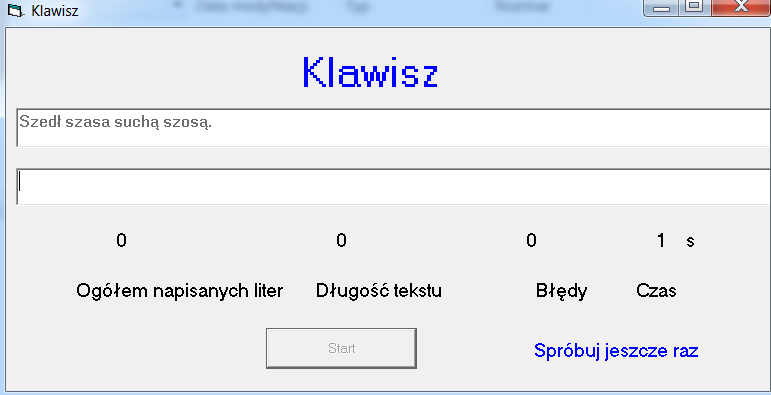 Klawisz
Data modyfikacji Typ Rozmiar
Klawisz
Szedł szasa suchą szosą.
0 0 0 1 s
Ogółem napisanych liter Długość tekstu Błędy Czas
Start
Spróbuj jeszcze raz